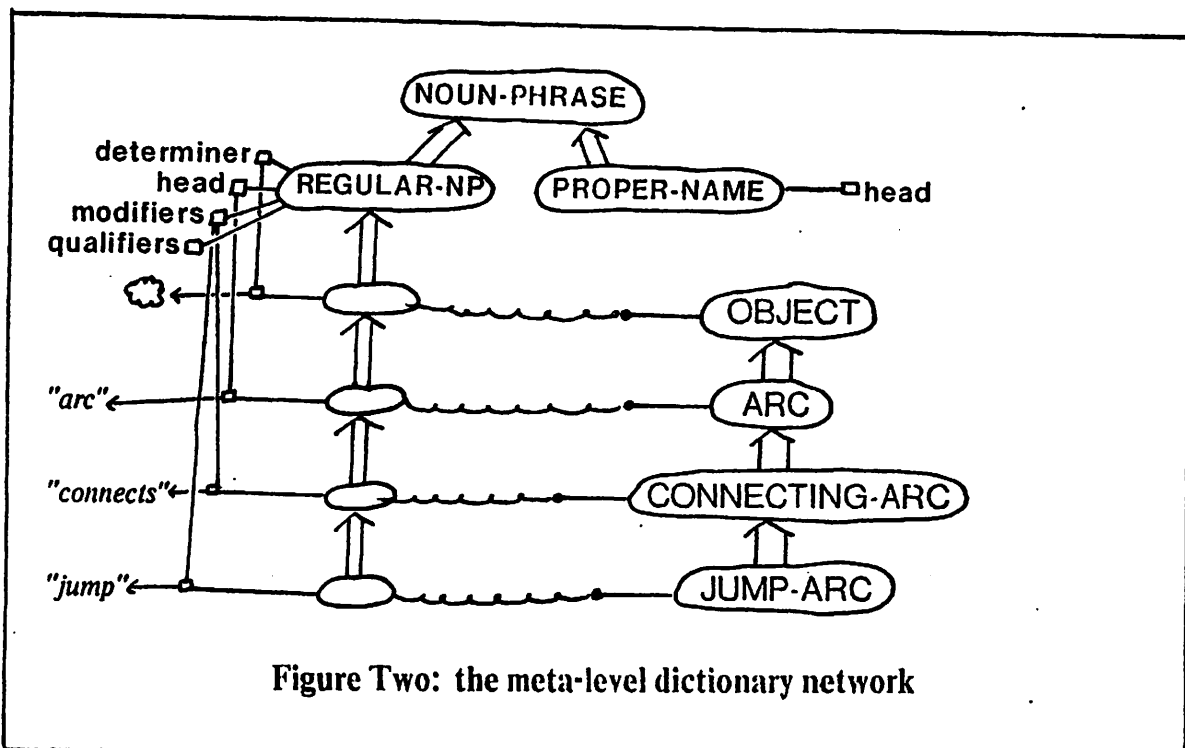 NOUN-PHRASE
determiner
head
REGULAR-NP
PROPER-NAME
head
modifiers
qualifiers
OBJECT
"arc"
ARC
"connects"
CONNECTING-ARC
"jump"
JUMP-ARC
Figure Two: the meta-level dictionary network